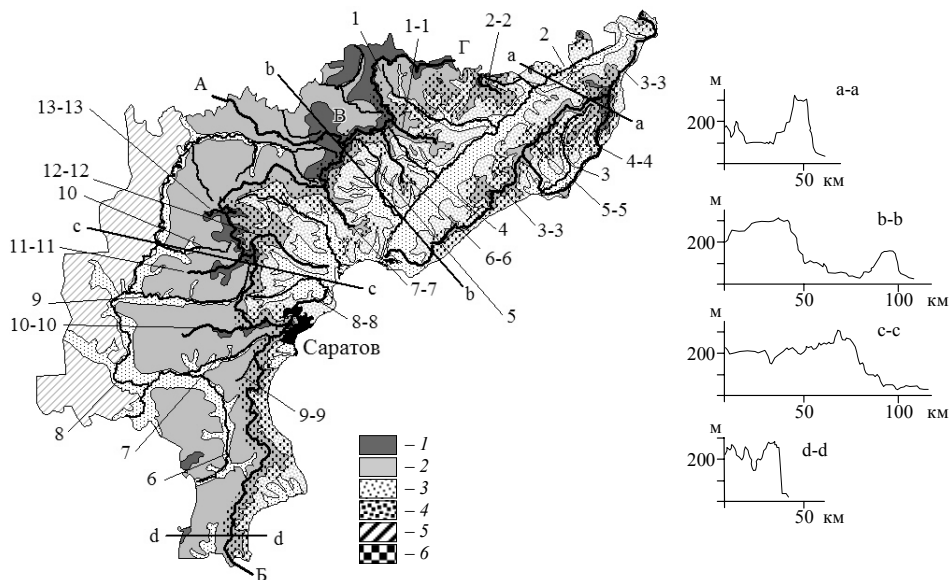 1
1-1
Г
2-2
a
2
3-3
А
b
В
13-13
12-12
10
c
11-11
9
10-10
8
7
6
d
d
Б
a
4-4
3
5-5
3-3
4
6-6
b
7-7
5
c
8-8
Саратов
9-9
– 1
– 2
– 3
– 4
– 5
– 6
м
a-a
200
50
км
м
b-b
200
50
100
км
м
c-c
200
50
100
км
м
d-d
200
50
км